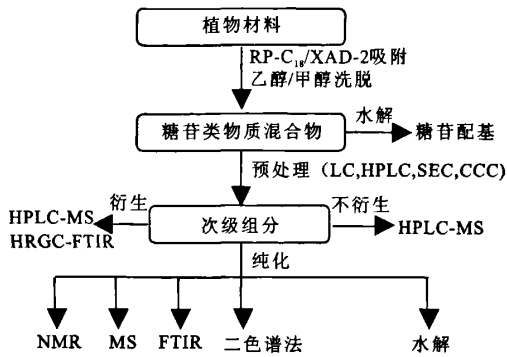 植物材料
RP-C18/XAD-2吸附
乙醇/甲醇洗脱
糖苷类物质混合物
水解
糖苷配基
预处理（LC,HPLC,SEC,CCC)
HPLC-MS
HRGC-FTIR
衍生
次级组分
不衍生
HPLC-MS
纯化
NMR
MS
FTIR
二色谱法
水解